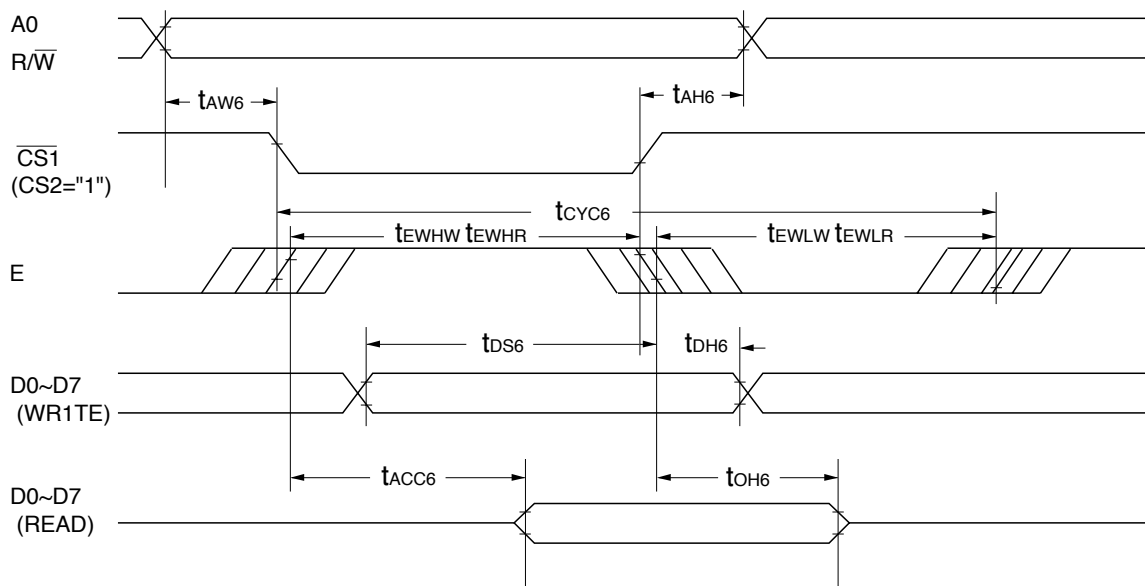 A0
R/W̅
tAW6
tAH6
C̅S̅1̅
(CS2="1")
tCYC6
tEWHW tEWHR
tEWLW tEWLR
E
tDS6
tDH6
D0~D7
(WR1TE)
tACC6
tOH6
D0~D7
(READ)